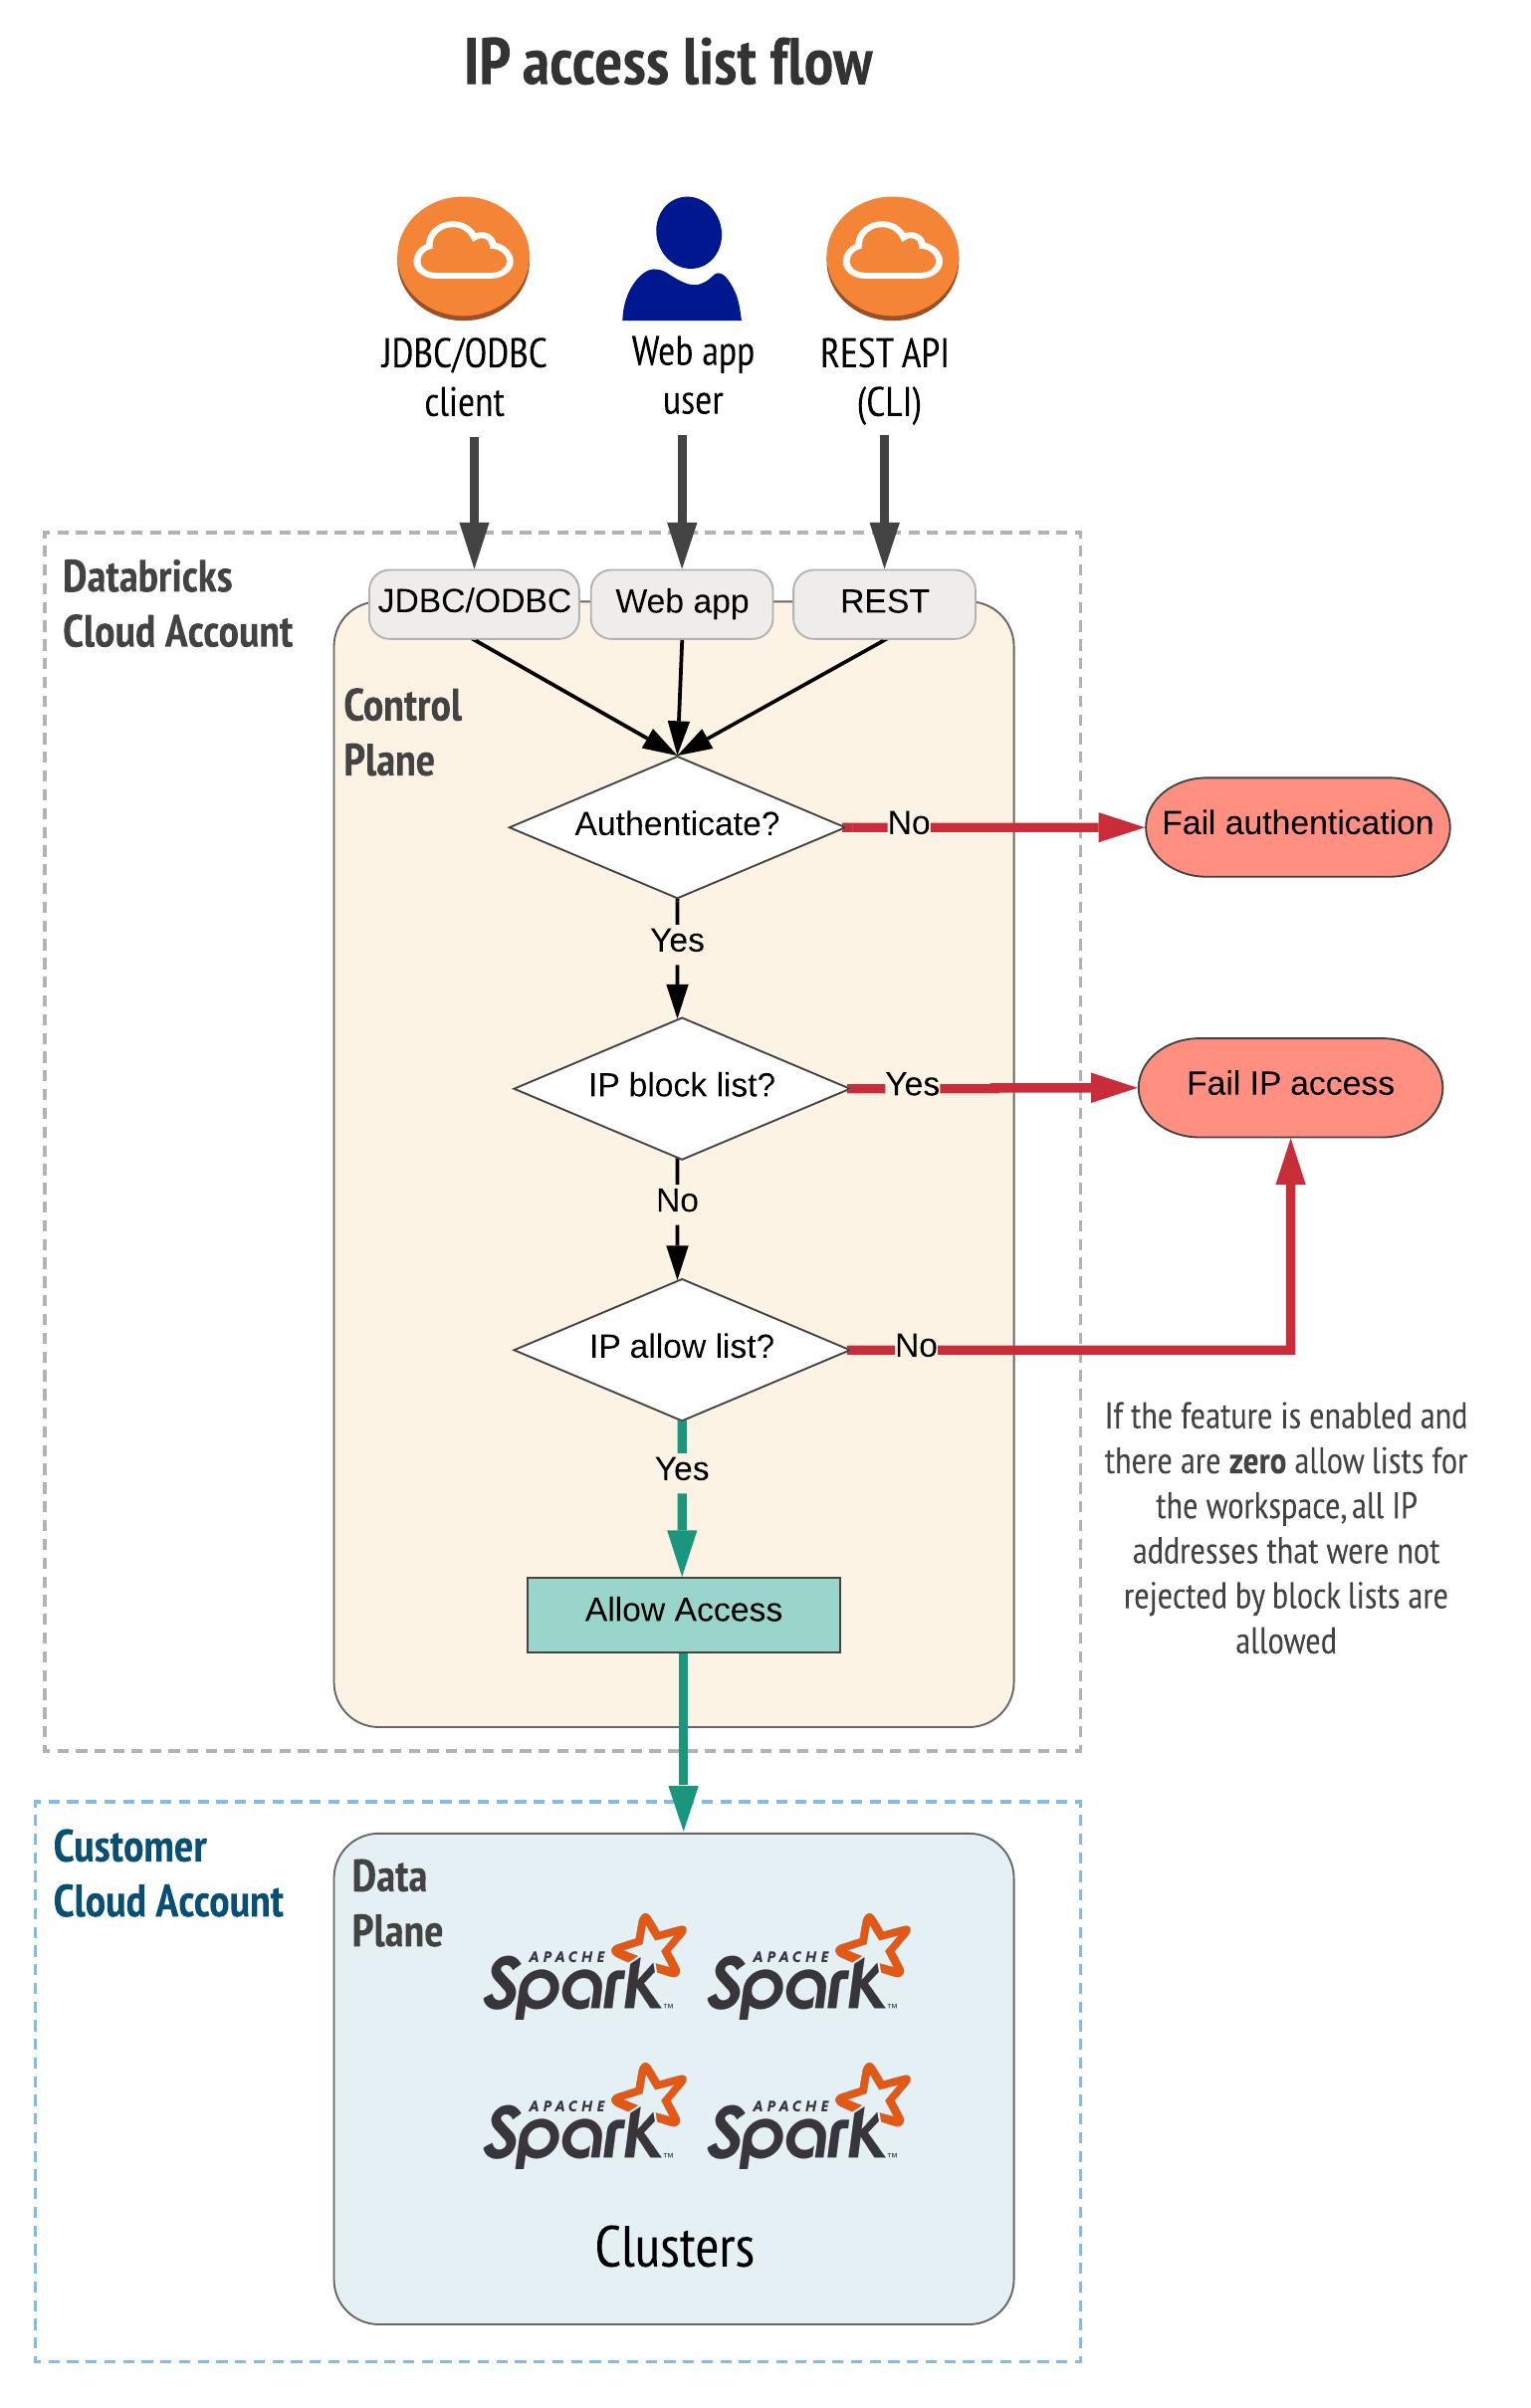 IP access list flow
JDBC/ODBC
client
Web app
user
REST API
(CLI)
Databricks
Cloud Account
JDBC/ODBC
Web app
REST
Control
Plane
Authenticate?
No
Fail authentication
Yes
IP block list?
Yes
Fail IP access
No
IP allow list?
No
If the feature is enabled and
there are zero allow lists for
the workspace, all IP
addresses that were not
rejected by block lists are
allowed
Yes
Allow Access
Customer
Cloud Account
Data
Plane
APACHE
Spark™
APACHE
Spark™
APACHE
Spark™
APACHE
Spark™
Clusters